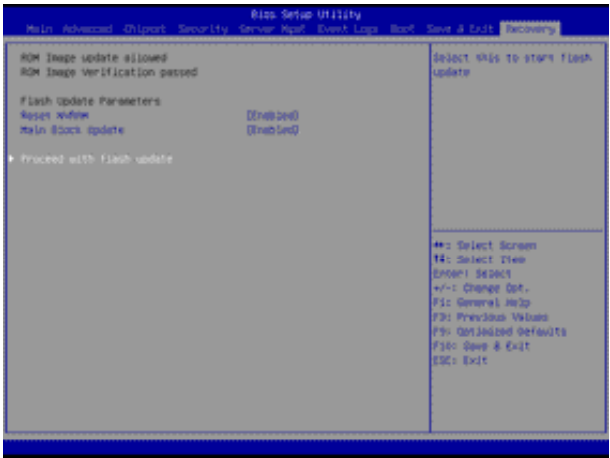 Bios Setup Utility
Main Advanced Chipset Security Server Mgmt Event Logs Boot Save & Exit Recovery
ROM Image update allowed
ROM Image Verification passed
Flash Update Parameters
Reset NVRAM [Enabled]
Main Block Update [Enabled]
Proceed with flash update
Select this to start flash
update
: Select Screen
: Select Item
Enter: Select
+/-: Change Opt.
F1: General Help
: Previous Values
F9: Optimized Defaults
F10: Save & Exit
ESC: Exit